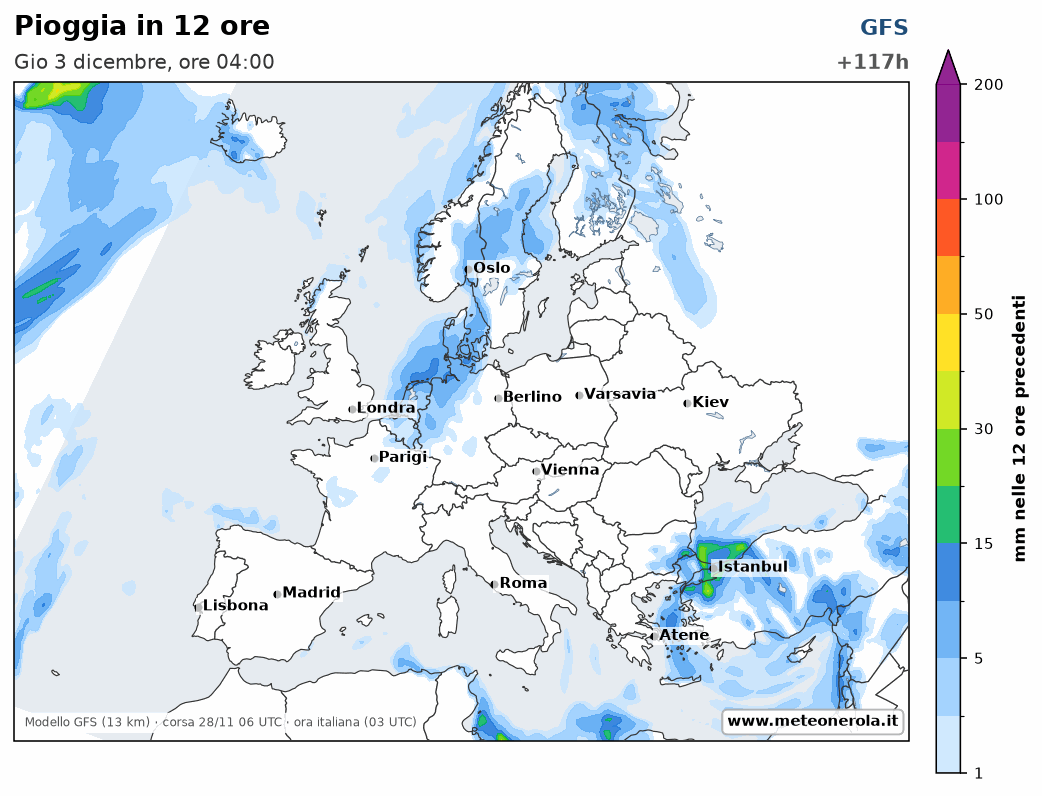 Pioggia in 12 ore
GFS
Gio 3 dicembre, ore 04:00
+117h
200
100
50
30
15
5
1
mm nelle 12 ore precedenti
Oslo
Berlino
Varsavia
Kiev
Londra
Parigi
Vienna
Istanbul
Roma
Madrid
Lisbona
Atene
Modello GFS (13 km) · corsa 28/11 06 UTC · ora italiana (03 UTC)
www.meteonerola.it